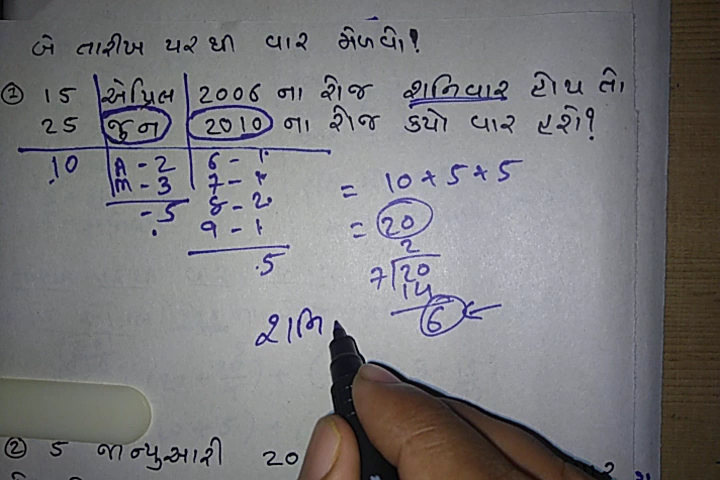 બે તારીખ પરથી વાર મેળવો!
① 15 એપ્રિલ 2006 ના રોજ શનિવાર હોય તો
25 જુન 2010 ના રોજ કયો વાર હશે?
10 A - 2 6 - 1
M - 3 7 - 1
- 5 8 - 2
9 - 1
5
= 10 + 5 + 5
= 20
2
7 20
14
6
શનિ
② 5 જાન્યુઆરી 20